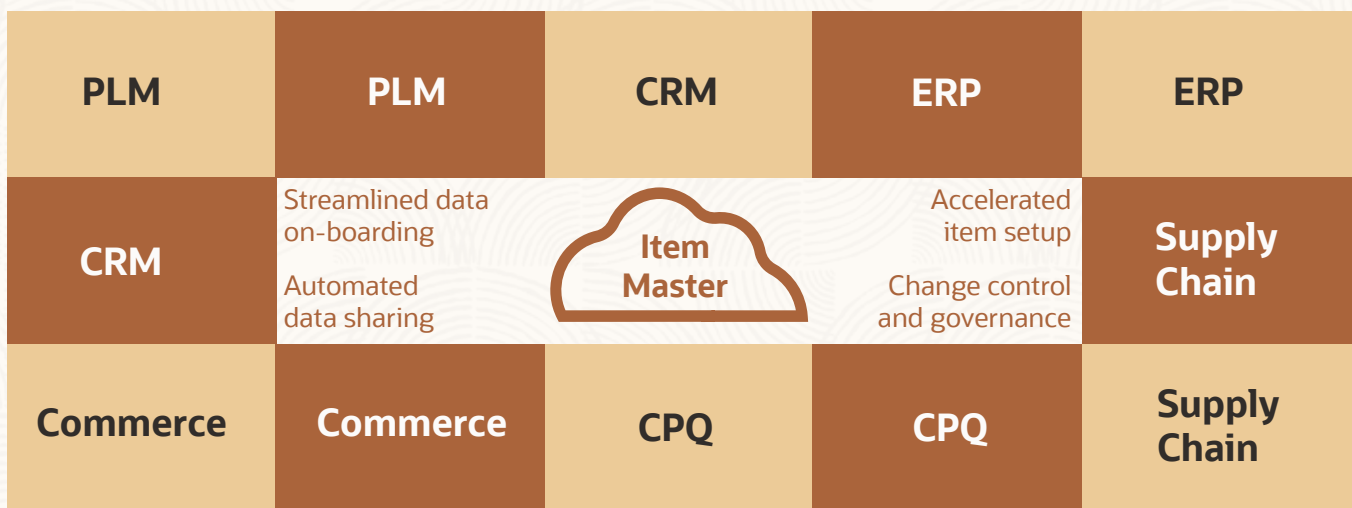 PLM
PLM
CRM
ERP
ERP
CRM
Streamlined data
on-boarding
Automated
data sharing
Item
Master
Accelerated
item setup
Change control
and governance
Supply
Chain
Commerce
Commerce
CPQ
CPQ
Supply
Chain